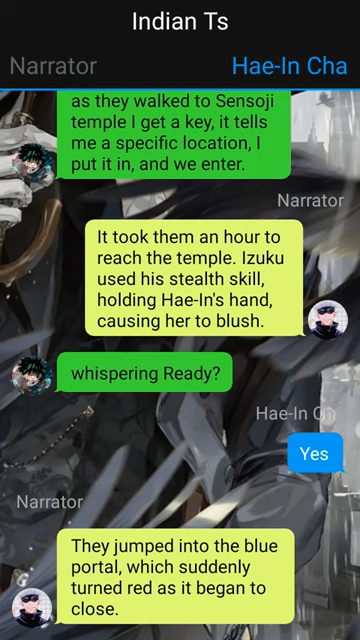 Indian Ts
Narrator
Hae-In Cha
as they walked to Sensoji
temple I get a key, it tells
me a specific location, I
put it in, and we enter.
Narrator
It took them an hour to
reach the temple. Izuku
used his stealth skill,
holding Hae-In's hand,
causing her to blush.
whispering Ready?
Hae-In Ch
Yes
Narrator
They jumped into the blue
portal, which suddenly
turned red as it began to
close.